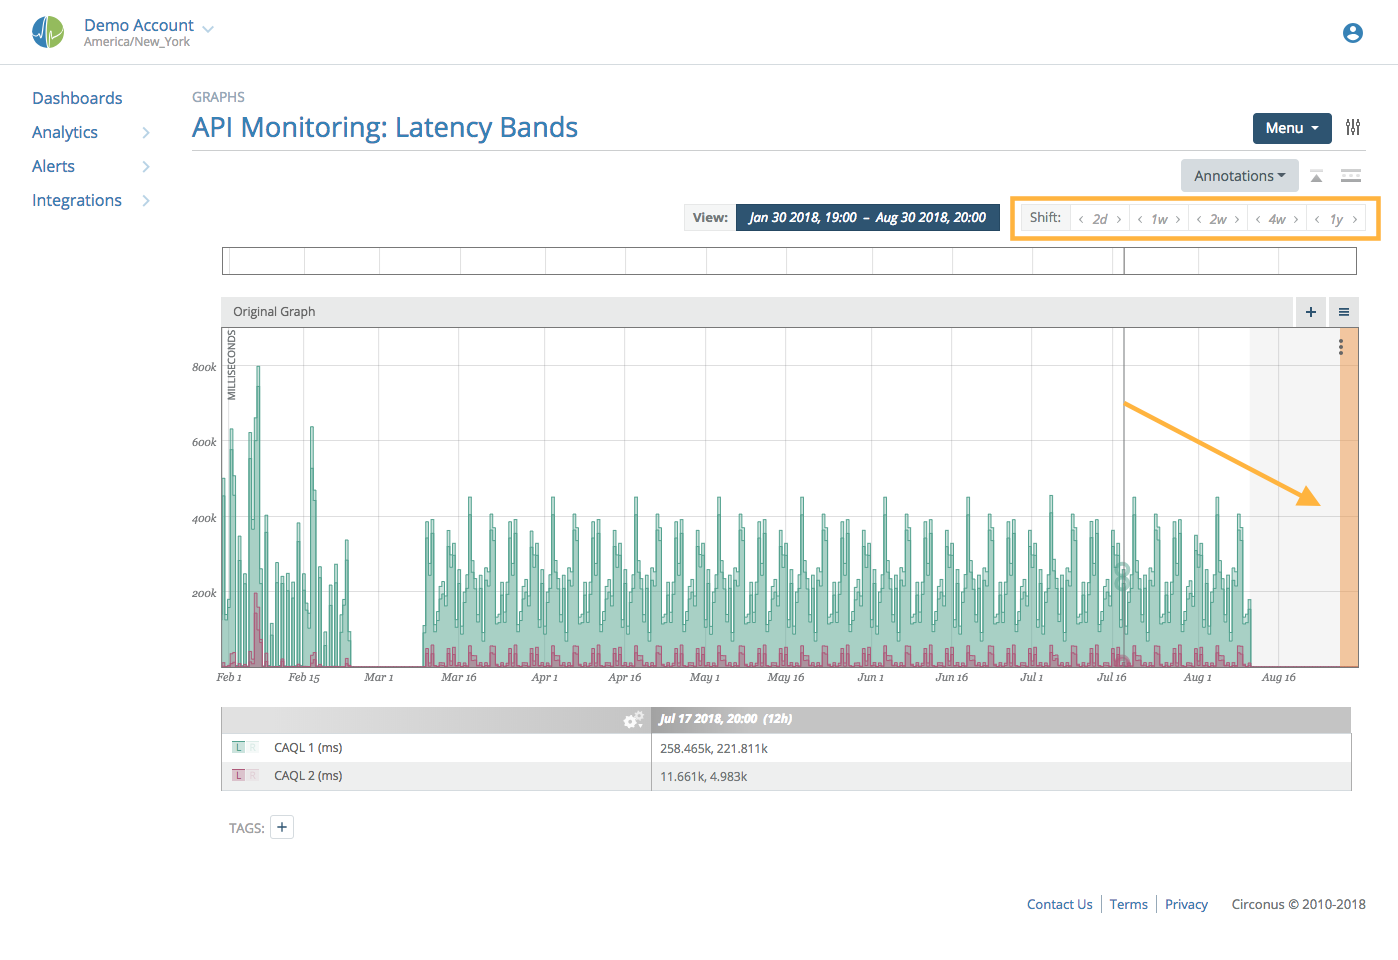 Demo Account
America/New_York
Dashboards
Analytics
Alerts
Integrations
GRAPHS
API Monitoring: Latency Bands
Menu
Annotations
View: Jan 30 2018, 19:00 – Aug 30 2018, 20:00
Shift: ‹ 2d › ‹ 1w › ‹ 2w › ‹ 4w › ‹ 1y ›
Original Graph
MILLISECONDS
800k
600k
400k
200k
Feb 1 Feb 15 Mar 1 Mar 16 Apr 1 Apr 16 May 1 May 16 Jun 1 Jun 16 Jul 1 Jul 16 Aug 1 Aug 16
Jul 17 2018, 20:00 (12h)
L R CAQL 1 (ms) 258.465k, 221.811k
L R CAQL 2 (ms) 11.661k, 4.983k
TAGS: +
Contact Us Terms Privacy Circonus © 2010-2018